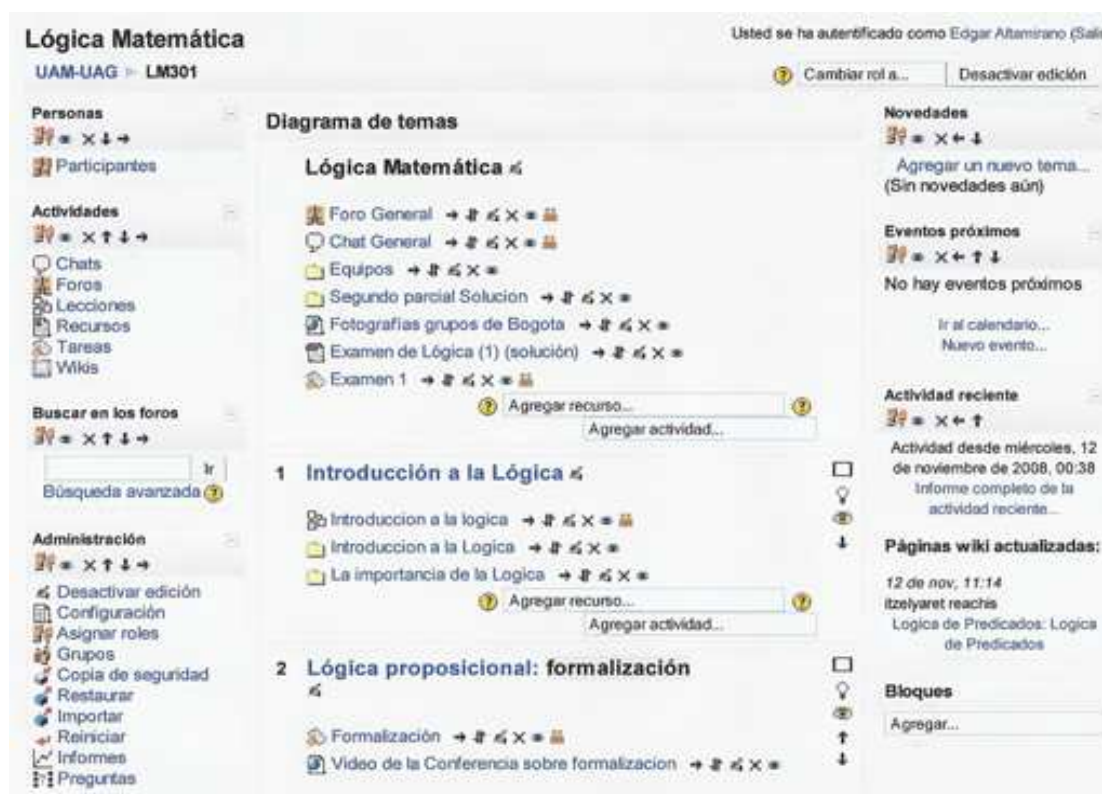 Lógica Matemática
Usted se ha autentificado como Edgar Altamirano (Sali
UAM-UAG ► LM301
Cambiar rol a...
Desactivar edición
Personas
Participantes
Actividades
Chats
Foros
Lecciones
Recursos
Tareas
Wikis
Buscar en los foros
Ir
Búsqueda avanzada
Administración
Desactivar edición
Configuración
Asignar roles
Grupos
Copia de seguridad
Restaurar
Importar
Reiniciar
Informes
Preguntas
Diagrama de temas
Lógica Matemática
Foro General
Chat General
Equipos
Segundo parcial Solucion
Fotografías grupos de Bogota
Examen de Lógica (1) (solución)
Examen 1
Agregar recurso...
Agregar actividad...
1 Introducción a la Lógica
Introduccion a la logica
Introduccion a la Logica
La importancia de la Logica
Agregar recurso...
Agregar actividad...
2 Lógica proposicional: formalización
Formalización
Video de la Conferencia sobre formalizacion
Novedades
Agregar un nuevo tema...
(Sin novedades aún)
Eventos próximos
No hay eventos próximos
Ir al calendario...
Nuevo evento...
Actividad reciente
Actividad desde miércoles, 12
de noviembre de 2008, 00:38
Informe completo de la
actividad reciente...
Páginas wiki actualizadas:
12 de nov, 11:14
itzelyaret reachis
Logica de Predicados: Logica
de Predicados
Bloques
Agregar...